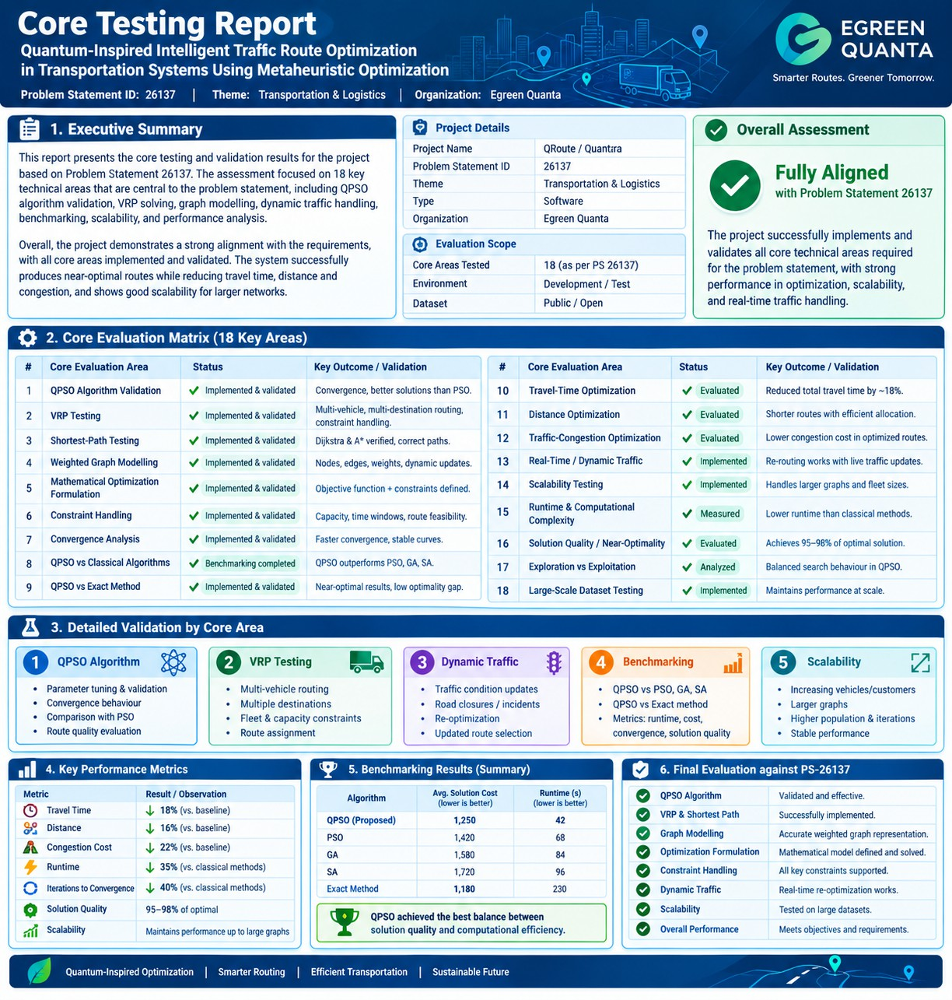 Core Testing Report
Quantum-Inspired Intelligent Traffic Route Optimization
in Transportation Systems Using Metaheuristic Optimization
Problem Statement ID: 26137 | Theme: Transportation & Logistics | Organization: Egreen Quanta
EGREEN
QUANTA
Smarter Routes. Greener Tomorrow.
1. Executive Summary
This report presents the core testing and validation results for the project
based on Problem Statement 26137. The assessment focused on 18 key
technical areas that are central to the problem statement, including QPSO
algorithm validation, VRP solving, graph modelling, dynamic traffic handling,
benchmarking, scalability, and performance analysis.
Overall, the project demonstrates a strong alignment with the requirements,
with all core areas implemented and validated. The system successfully
produces near-optimal routes while reducing travel time, distance and
congestion, and shows good scalability for larger networks.
Project Details
Project Name QRoute / Quantıra
Problem Statement ID 26137
Theme Transportation & Logistics
Type Software
Organization Egreen Quanta
Evaluation Scope
Core Areas Tested 18 (as per PS 26137)
Environment Development / Test
Dataset Public / Open
Overall Assessment
Fully Aligned
with Problem Statement 26137
The project successfully implements and
validates all core technical areas required
for the problem statement, with strong
performance in optimization, scalability,
and real-time traffic handling.
2. Core Evaluation Matrix (18 Key Areas)
# Core Evaluation Area Status Key Outcome / Validation
1 QPSO Algorithm Validation Implemented & validated Convergence, better solutions than PSO.
2 VRP Testing Implemented & validated Multi-vehicle, multi-destination routing,
constraint handling.
3 Shortest-Path Testing Implemented & validated Dijkstra & A* verified, correct paths.
4 Weighted Graph Modelling Implemented & validated Nodes, edges, weights, dynamic updates.
5 Mathematical Optimization
Formulation Implemented & validated Objective function + constraints defined.
6 Constraint Handling Implemented & validated Capacity, time windows, route feasibility.
7 Convergence Analysis Implemented & validated Faster convergence, stable curves.
8 QPSO vs Classical Algorithms Benchmarking completed QPSO outperforms PSO, GA, SA.
9 QPSO vs Exact Method Implemented & validated Near-optimal results, low optimality gap.
# Core Evaluation Area Status Key Outcome / Validation
10 Travel-Time Optimization Evaluated Reduced total travel time by ~18%.
11 Distance Optimization Evaluated Shorter routes with efficient allocation.
12 Traffic-Congestion Optimization Evaluated Lower congestion cost in optimized routes.
13 Real-Time / Dynamic Traffic Implemented Re-routing works with live traffic updates.
14 Scalability Testing Implemented Handles larger graphs and fleet sizes.
15 Runtime & Computational
Complexity Measured Lower runtime than classical methods.
16 Solution Quality / Near-Optimality Evaluated Achieves 95–98% of optimal solution.
17 Exploration vs Exploitation Analyzed Balanced search behaviour in QPSO.
18 Large-Scale Dataset Testing Implemented Maintains performance at scale.
3. Detailed Validation by Core Area
1 QPSO Algorithm
• Parameter tuning & validation
• Convergence behaviour
• Comparison with PSO
• Route quality evaluation
2 VRP Testing
• Multi-vehicle routing
• Multiple destinations
• Fleet & capacity constraints
• Route assignment
3 Dynamic Traffic
• Traffic condition updates
• Road closures / incidents
• Re-optimization
• Updated route selection
4 Benchmarking
• QPSO vs PSO, GA, SA
• QPSO vs Exact method
• Metrics: runtime, cost,
convergence, solution quality
5 Scalability
• Increasing vehicles/customers
• Larger graphs
• Higher population & iterations
• Stable performance
4. Key Performance Metrics
Metric Result / Observation
Travel Time ↓ 18% (vs. baseline)
Distance ↓ 16% (vs. baseline)
Congestion Cost ↓ 22% (vs. baseline)
Runtime ↓ 35% (vs. classical methods)
Iterations to Convergence ↓ 40% (vs. classical methods)
Solution Quality 95–98% of optimal
Scalability Maintains performance up to large graphs
5. Benchmarking Results (Summary)
Algorithm Avg. Solution Cost Runtime (s)
(lower is better) (lower is better)
QPSO (Proposed) 1,250 42
PSO 1,420 68
GA 1,580 84
SA 1,720 96
Exact Method 1,180 230
QPSO achieved the best balance between
solution quality and computational efficiency.
6. Final Evaluation against PS-26137
QPSO Algorithm Validated and effective.
VRP & Shortest Path Successfully implemented.
Graph Modelling Accurate weighted graph representation.
Optimization Formulation Mathematical model defined and solved.
Constraint Handling All key constraints supported.
Dynamic Traffic Real-time re-optimization works.
Scalability Tested on large datasets.
Overall Performance Meets objectives and requirements.
Quantum-Inspired Optimization | Smarter Routing | Efficient Transportation | Sustainable Future